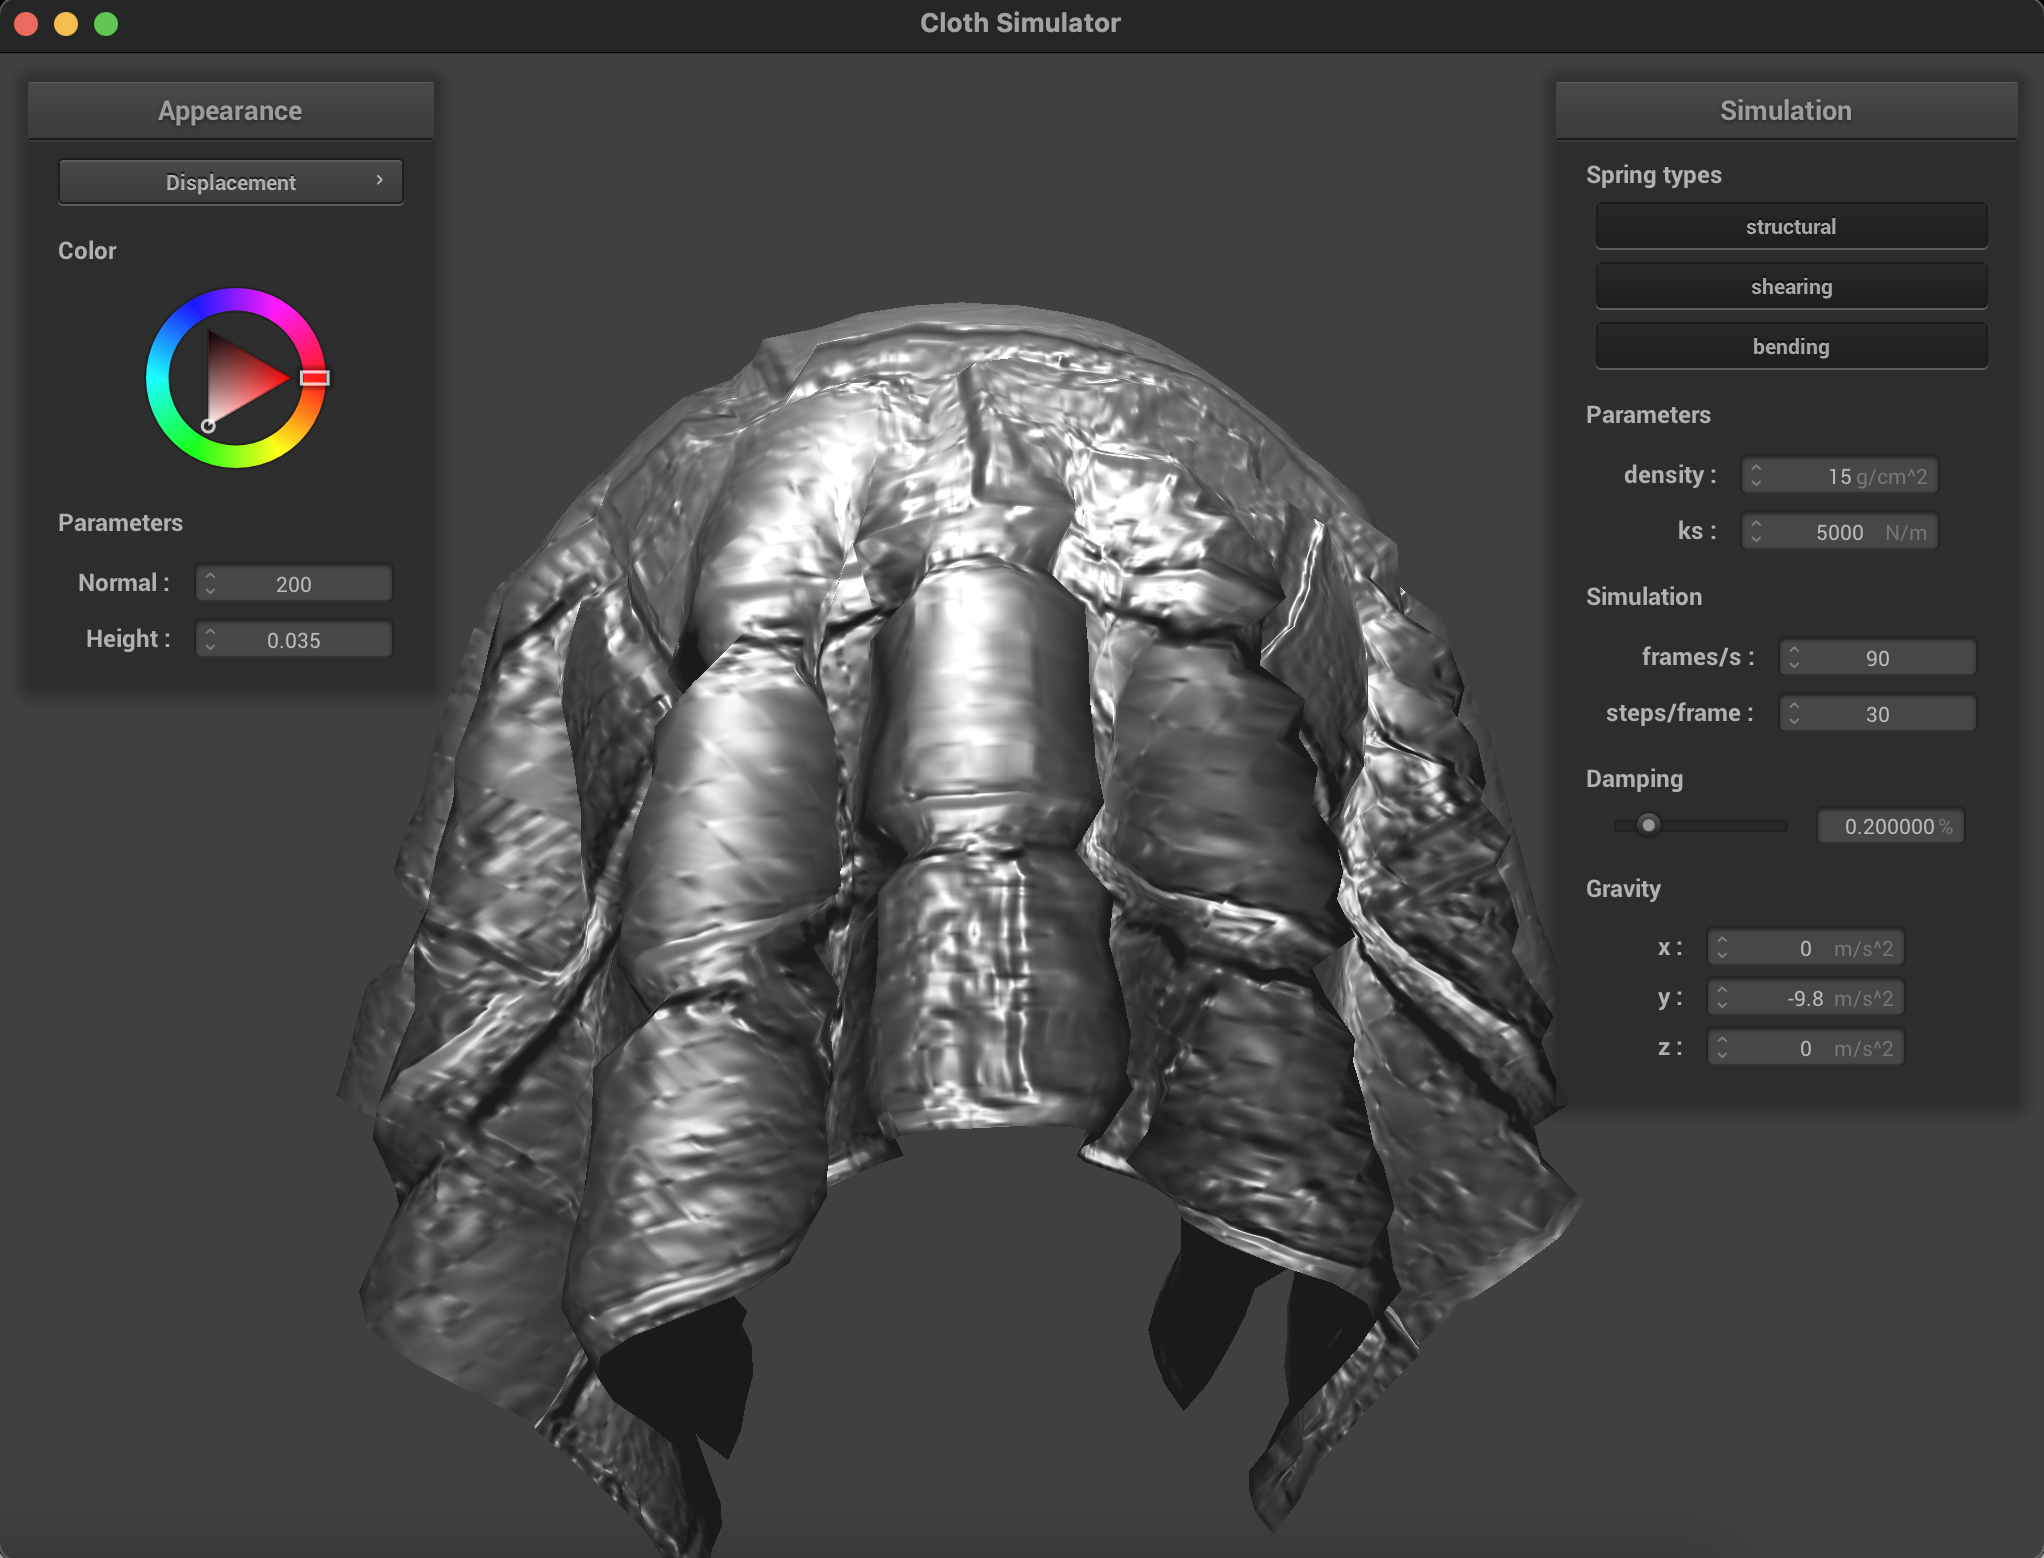 Cloth Simulator
Appearance
Displacement
Color
Parameters
Normal : 200
Height : 0.035
Simulation
Spring types
structural
shearing
bending
Parameters
density : 15 g/cm^2
ks : 5000 N/m
Simulation
frames/s : 90
steps/frame : 30
Damping
0.200000 %
Gravity
x : 0 m/s^2
y : -9.8 m/s^2
z : 0 m/s^2